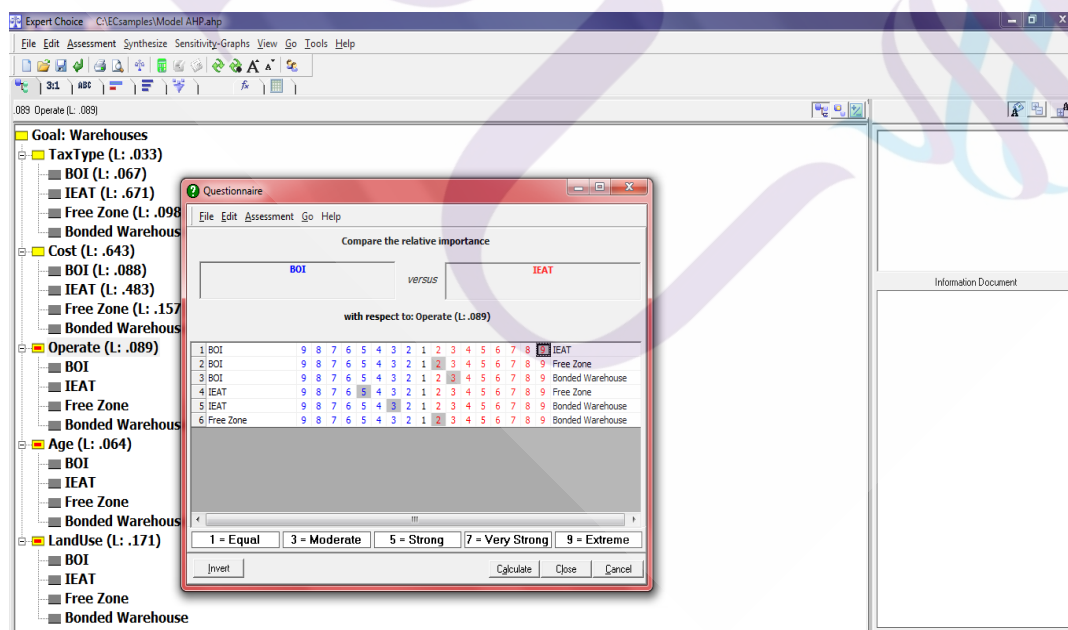 Expert Choice C:\ECsamples\Model AHP.ahp
File Edit Assessment Synthesize Sensitivity-Graphs View Go Tools Help
3:1 ABC
.089 Operate (L: .089)
Goal: Warehouses
TaxType (L: .033)
BOI (L: .067)
IEAT (L: .671)
Free Zone (L: .098
Bonded Warehous
Cost (L: .643)
BOI (L: .088)
IEAT (L: .483)
Free Zone (L: .157
Bonded Warehous
Operate (L: .089)
BOI
IEAT
Free Zone
Bonded Warehous
Age (L: .064)
BOI
IEAT
Free Zone
Bonded Warehous
LandUse (L: .171)
BOI
IEAT
Free Zone
Bonded Warehouse
Questionnaire
File Edit Assessment Go Help
Compare the relative importance
BOI versus IEAT
with respect to: Operate (L: .089)
1 BOI 9 8 7 6 5 4 3 2 1 2 3 4 5 6 7 8 9 IEAT
2 BOI 9 8 7 6 5 4 3 2 1 2 3 4 5 6 7 8 9 Free Zone
3 BOI 9 8 7 6 5 4 3 2 1 2 3 4 5 6 7 8 9 Bonded Warehouse
4 IEAT 9 8 7 6 5 4 3 2 1 2 3 4 5 6 7 8 9 Free Zone
5 IEAT 9 8 7 6 5 4 3 2 1 2 3 4 5 6 7 8 9 Bonded Warehouse
6 Free Zone 9 8 7 6 5 4 3 2 1 2 3 4 5 6 7 8 9 Bonded Warehouse
1 = Equal 3 = Moderate 5 = Strong 7 = Very Strong 9 = Extreme
Invert Calculate Close Cancel
Information Document